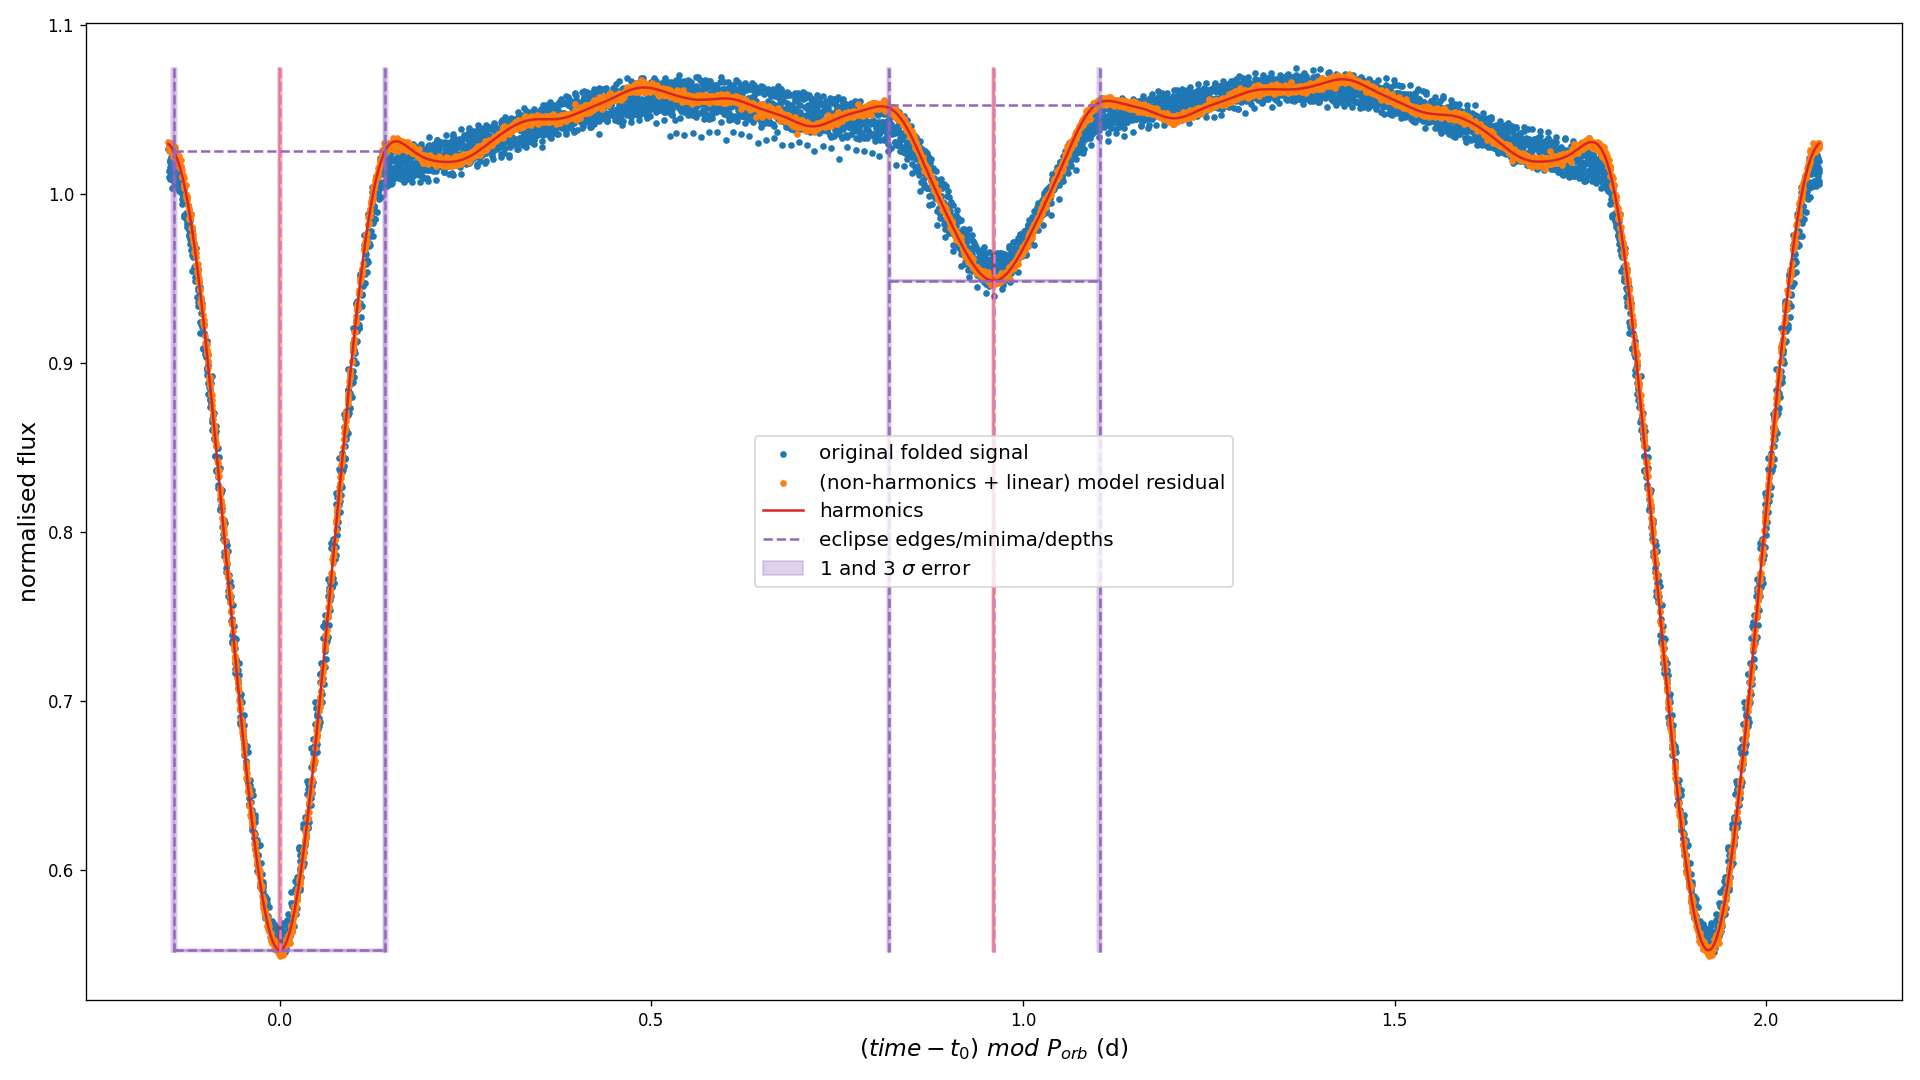 1.1
1.0
0.9
0.8
0.7
0.6
normalised flux
original folded signal
(non-harmonics + linear) model residual
harmonics
eclipse edges/minima/depths
1 and 3 σ error
0.0 0.5 1.0 1.5 2.0
(time − t₀) mod P_orb (d)